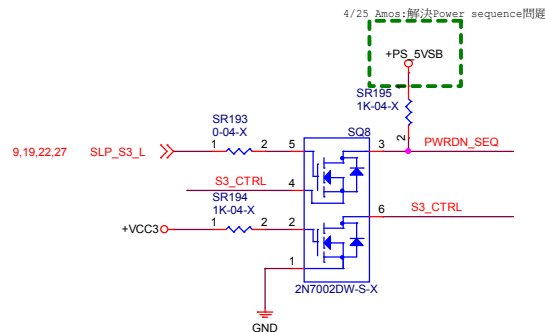 4/25 Amos:解決Power sequence問題
+PS_5VSB
SR195
1K-04-X
SR193
0-04-X
SQ8
9,19,22,27 SLP_S3_L
1 2 5 3 2 PWRDN_SEQ
S3_CTRL 4
SR194
1K-04-X
6 S3_CTRL
+VCC3 1 2 2
1
2N7002DW-S-X
GND